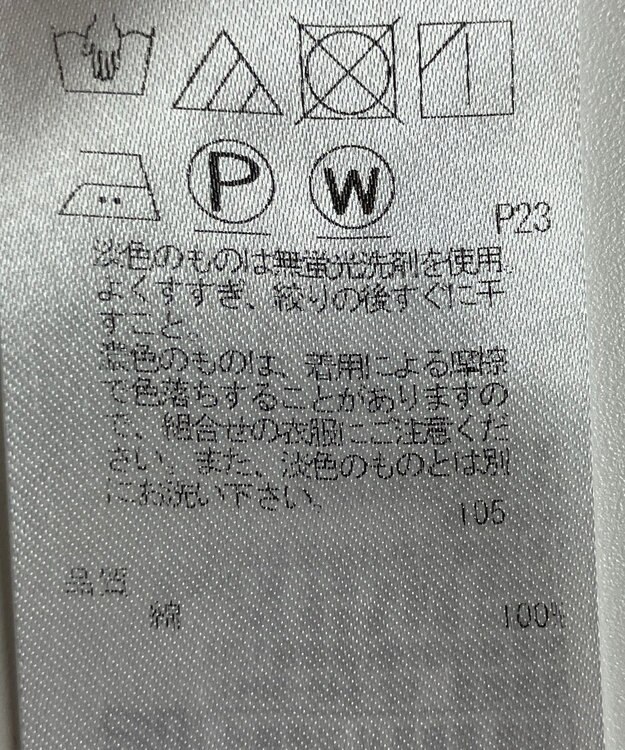 P W
P23
淡色のものは無蛍光洗剤を使用
よくすすぎ、絞りの後すぐに干
すこと。
濃色のものは、着用による摩擦
で色落ちすることがありますの
で、組合せの衣服にご注意くだ
さい。また、淡色のものとは別
にお洗い下さい。
105
品質
綿 100%